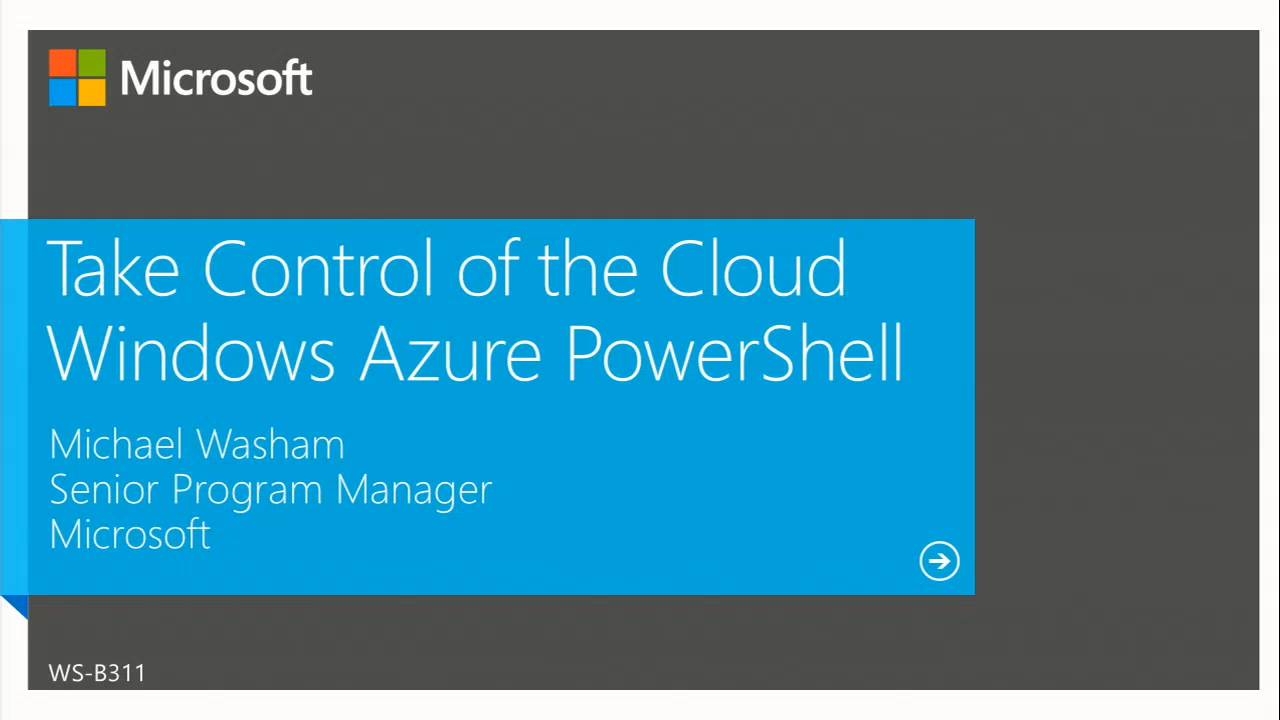 Microsoft
Take Control of the Cloud
Windows Azure PowerShell
Michael Washam
Senior Program Manager
Microsoft
WS-B311